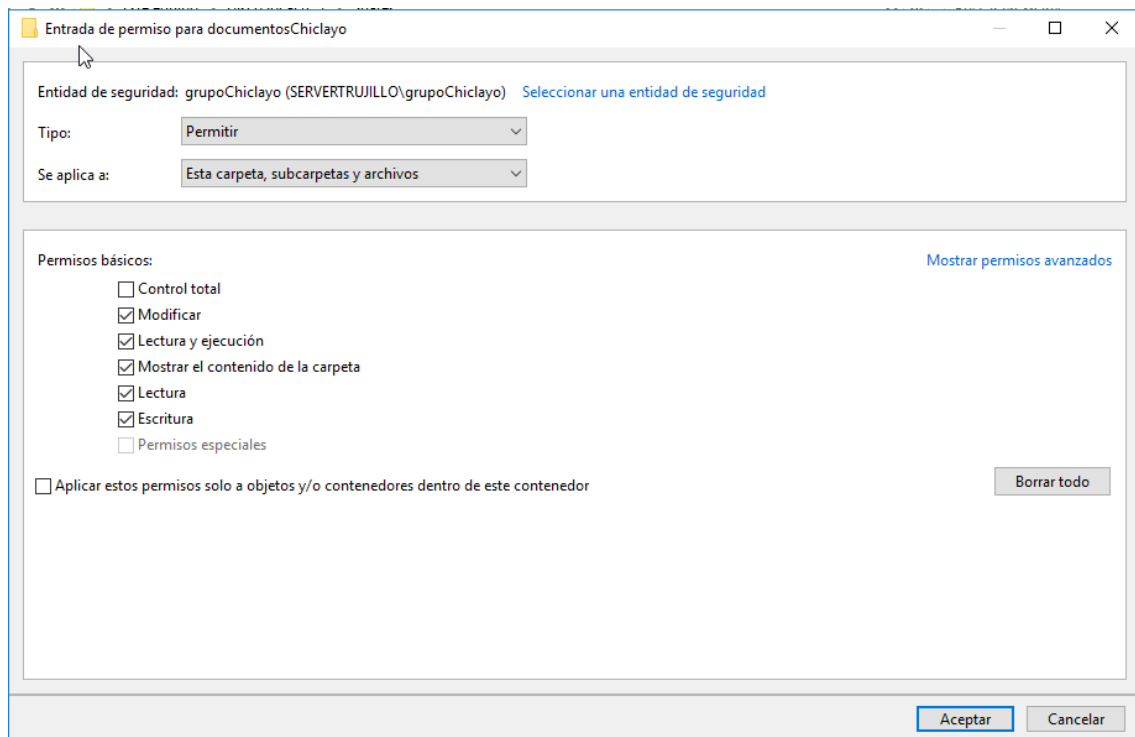 Entrada de permiso para documentosChiclayo
Entidad de seguridad: grupoChiclayo (SERVERTRUJILLO\grupoChiclayo) Seleccionar una entidad de seguridad
Tipo: Permitir
Se aplica a: Esta carpeta, subcarpetas y archivos
Permisos básicos: Mostrar permisos avanzados
Control total
Modificar
Lectura y ejecución
Mostrar el contenido de la carpeta
Lectura
Escritura
Permisos especiales
Aplicar estos permisos solo a objetos y/o contenedores dentro de este contenedor Borrar todo
Aceptar Cancelar